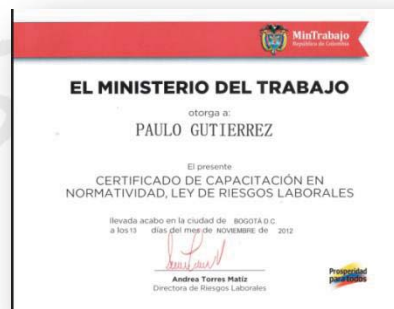 MinTrabajo
República de Colombia
EL MINISTERIO DEL TRABAJO
otorga a:
PAULO GUTIERREZ
El presente
CERTIFICADO DE CAPACITACIÓN EN
NORMATIVIDAD, LEY DE RIESGOS LABORALES
llevada acabo en la ciudad de BOGOTÁ D.C
a los 13 días del mes de NOVIEMBRE de 2012
Andrea Torres Matiz
Directora de Riesgos Laborales
Prosperidad
para todos